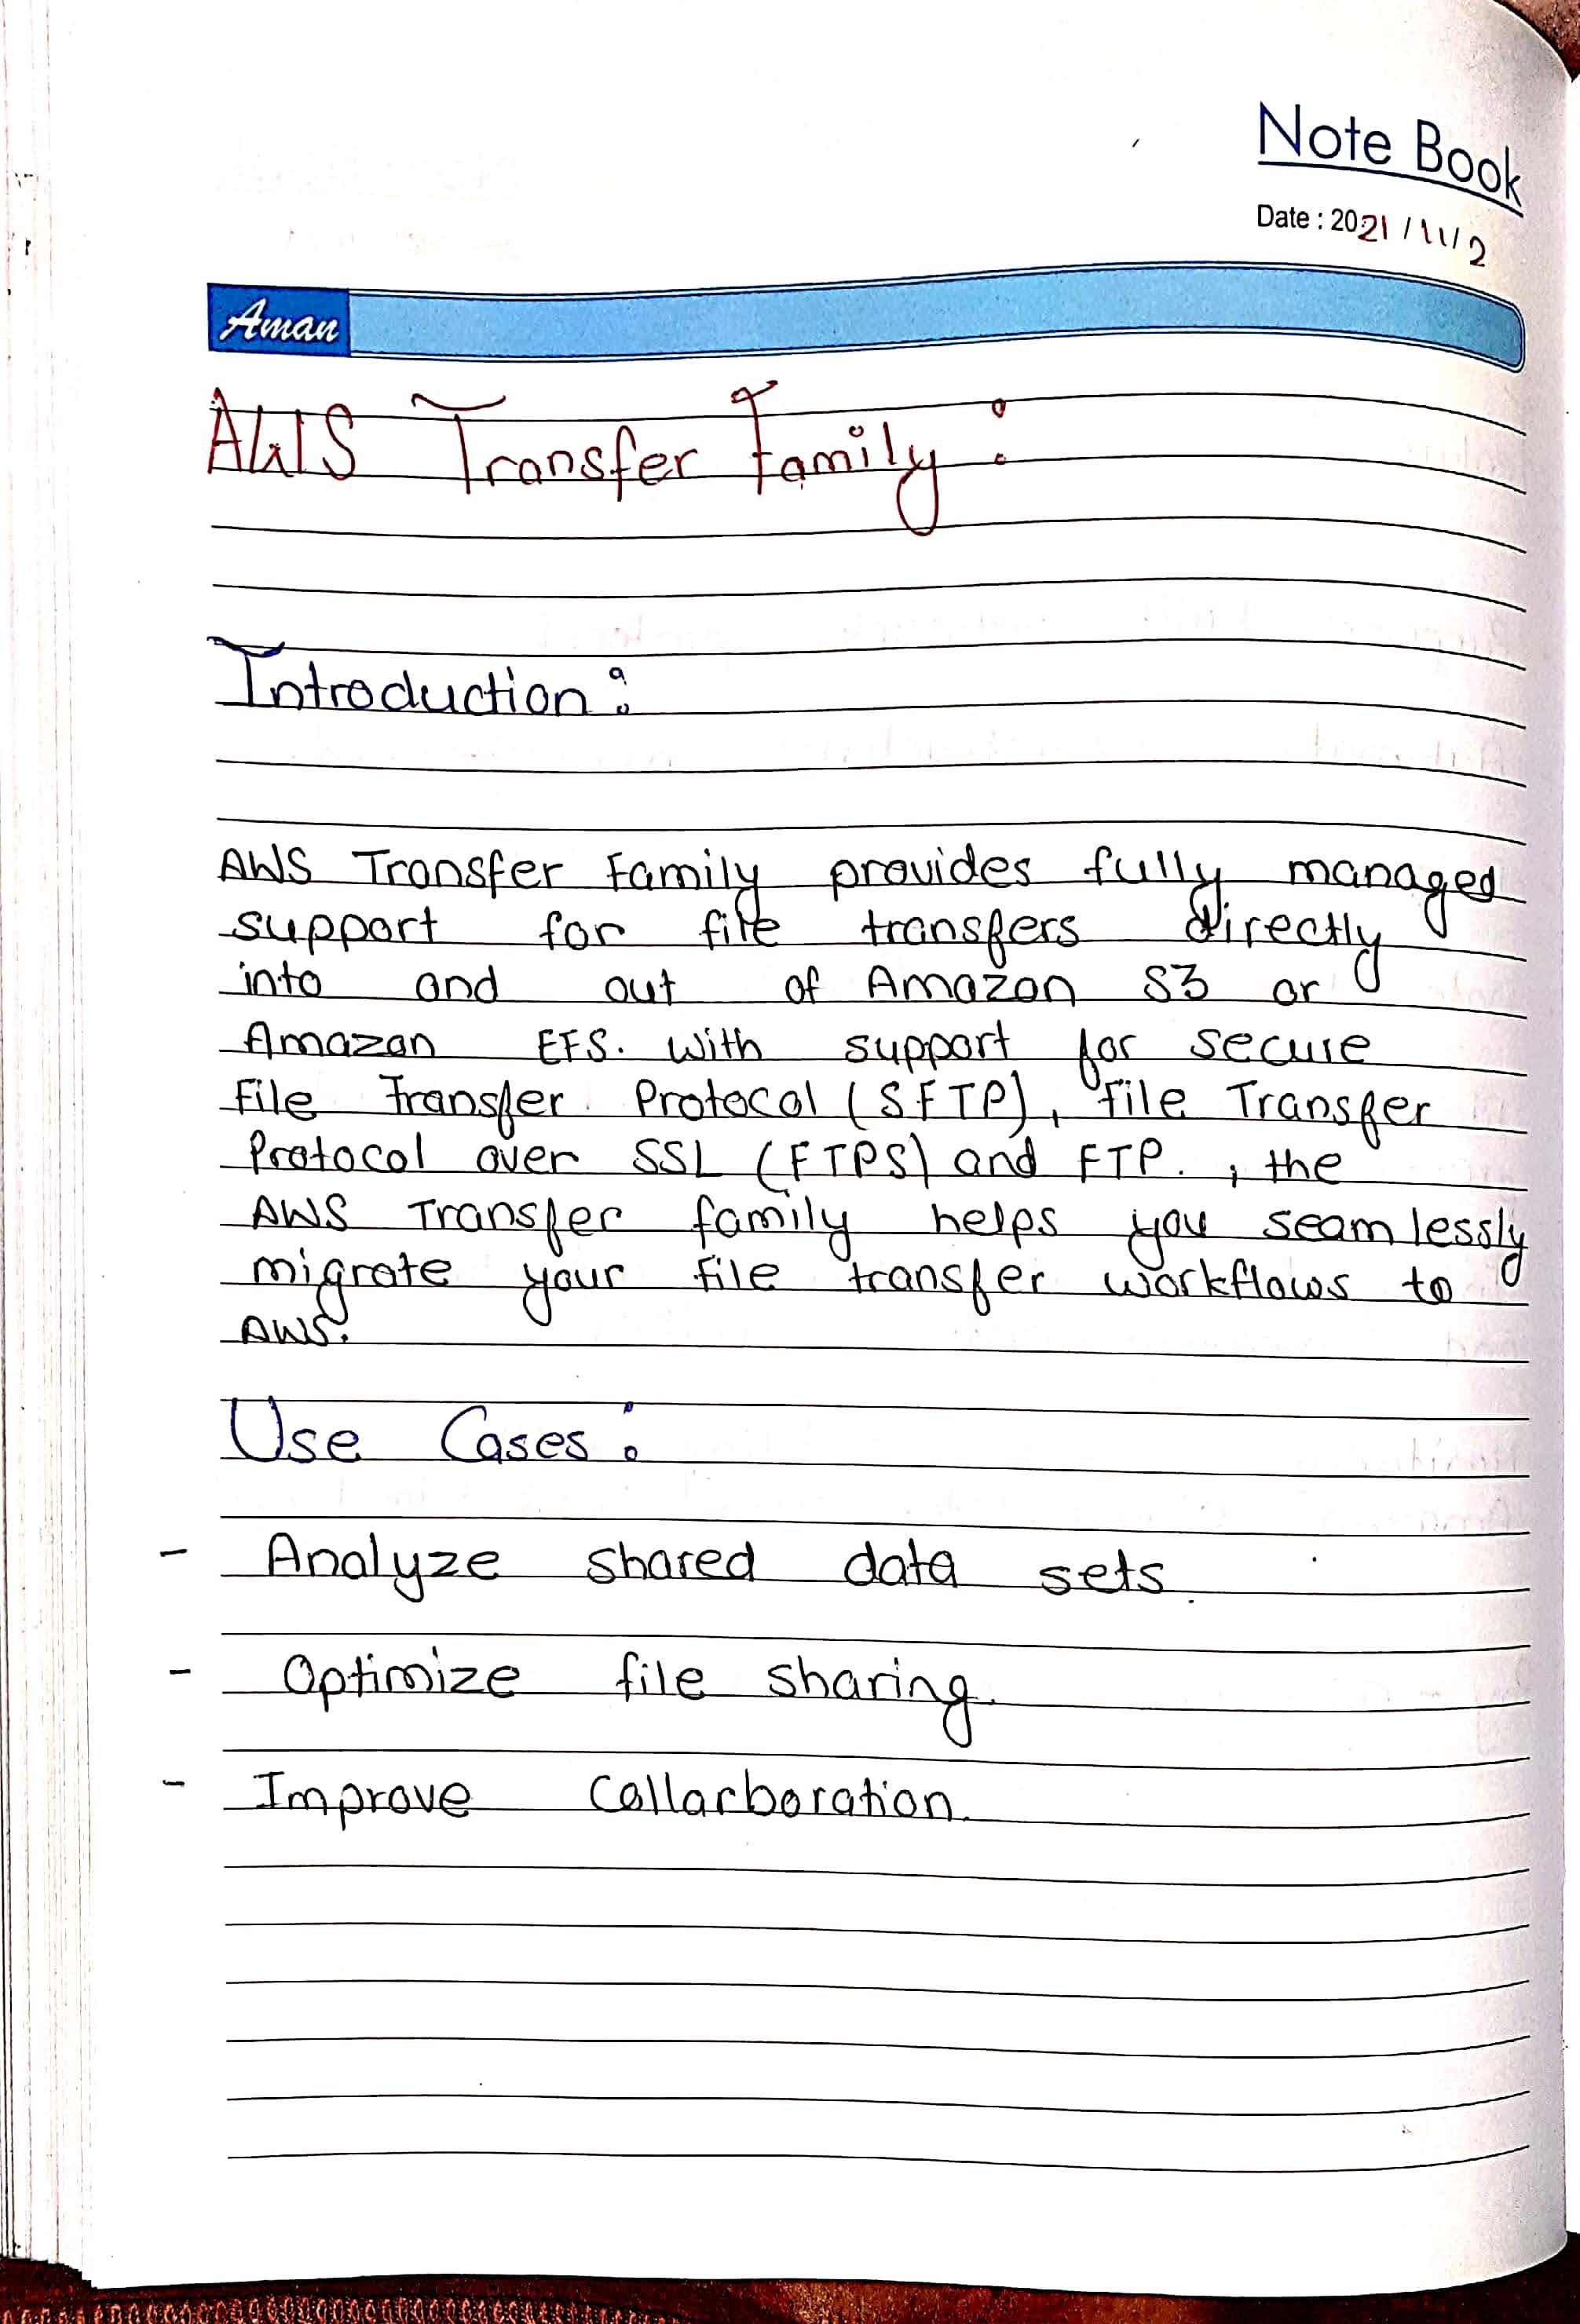 Note Book
Date : 2021 / 11 / 2
Aman
AWS Transfer Family :
Introduction :
AWS Transfer Family provides fully managed
support for file transfers directly
into and out of Amazon S3 or
Amazon EFS. With support for secure
File Transfer Protocol (SFTP), File Transfer
Protocol over SSL (FTPS) and FTP. , the
AWS Transfer family helps you seamlessly
migrate your file transfer workflows to
AWS.
Use Cases :
- Analyze shared data sets.
- Optimize file sharing.
- Improve Collarboration.